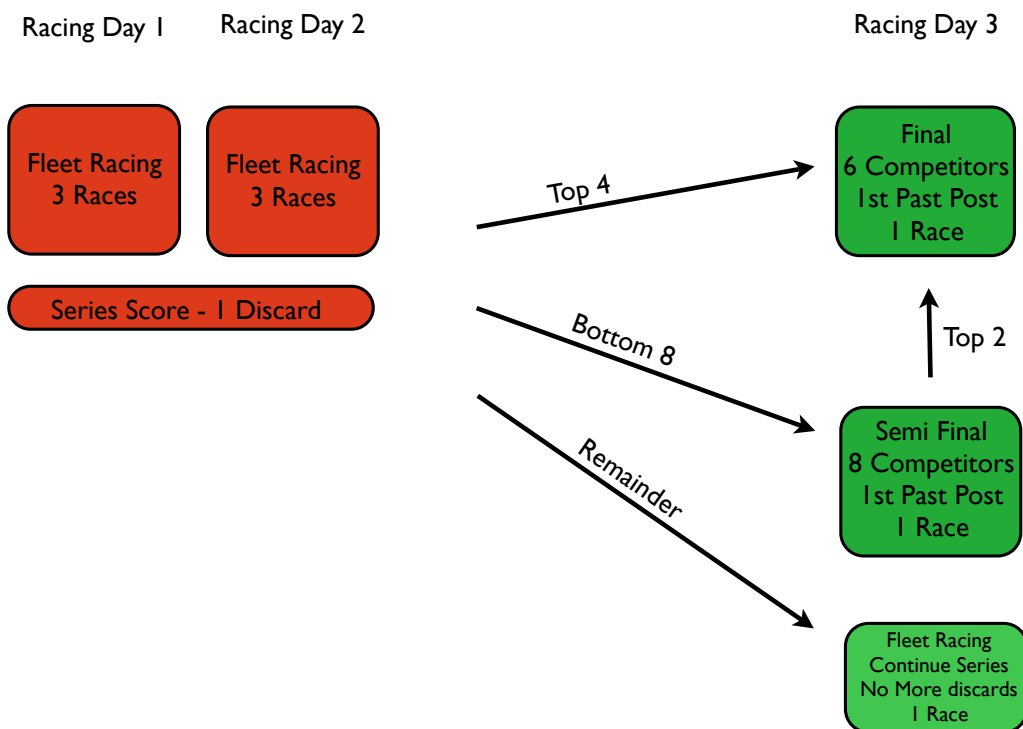 Racing Day 1
Racing Day 2
Racing Day 3
Fleet Racing
3 Races
Fleet Racing
3 Races
Series Score - 1 Discard
Top 4
Bottom 8
Remainder
Final
6 Competitors
1st Past Post
1 Race
Top 2
Semi Final
8 Competitors
1st Past Post
1 Race
Fleet Racing
Continue Series
No More discards
1 Race